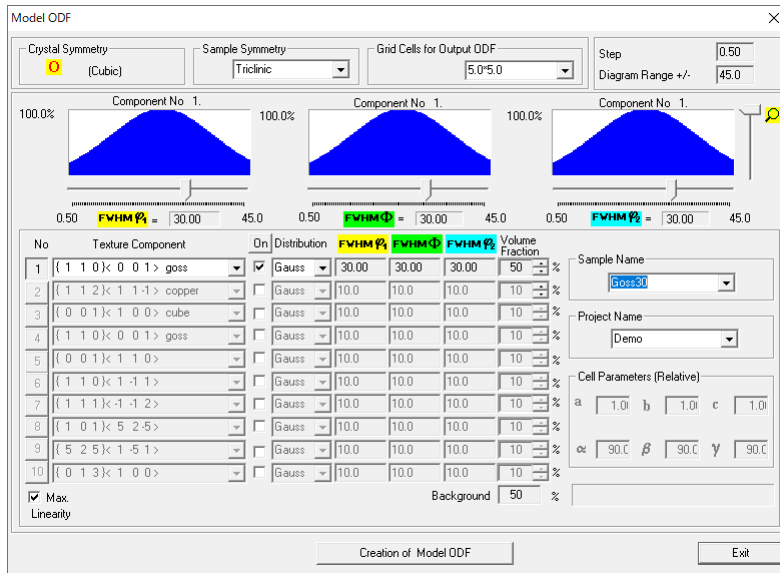 Model ODF
Crystal Symmetry
O (Cubic)
Sample Symmetry
Triclinic
Grid Cells for Output ODF
5.0*5.0
Step 0.50
Diagram Range +/- 45.0
Component No 1.
100.0%
0.50 FWHM φ1 = 30.00 45.0
Component No 1.
100.0%
0.50 FWHM Φ = 30.00 45.0
Component No 1.
100.0%
0.50 FWHM φ2 = 30.00 45.0
No Texture Component On Distribution FWHM φ1 FWHM Φ FWHM φ2 Volume Fraction
1 { 1 1 0}< 0 0 1> goss Gauss 30.00 30.00 30.00 50 %
2 { 1 1 2}< 1 1-1> copper Gauss 10.0 10.0 10.0 10 %
3 { 0 0 1}< 1 0 0> cube Gauss 10.0 10.0 10.0 10 %
4 { 1 1 0}< 0 0 1> goss Gauss 10.0 10.0 10.0 10 %
5 { 0 0 1}< 1 1 0> Gauss 10.0 10.0 10.0 10 %
6 { 1 1 0}< 1 -1 1> Gauss 10.0 10.0 10.0 10 %
7 { 1 1 1}<-1 -1 2> Gauss 10.0 10.0 10.0 10 %
8 { 1 0 1}< 5 2-5> Gauss 10.0 10.0 10.0 10 %
9 { 5 2 5}< 1 -5 1> Gauss 10.0 10.0 10.0 10 %
10 { 0 1 3}< 1 0 0> Gauss 10.0 10.0 10.0 10 %
Max.
Linearity
Background 50 %
Sample Name
Goss30
Project Name
Demo
Cell Parameters (Relative)
a 1.0 b 1.0 c 1.0
α 90.0 β 90.0 γ 90.0
Creation of Model ODF
Exit